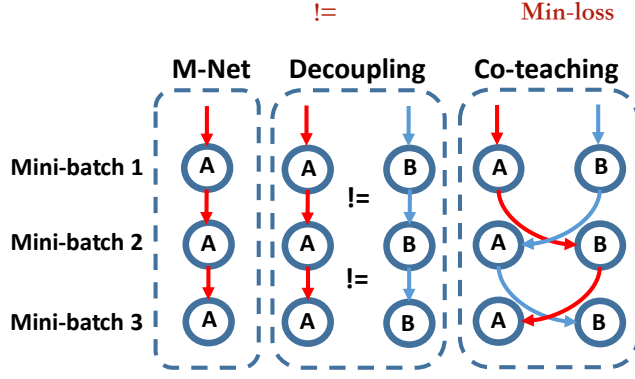 != Min-loss
M-Net Decoupling Co-teaching
Mini-batch 1 A A B A B
!=
Mini-batch 2 A A B A B
!=
Mini-batch 3 A A B A B